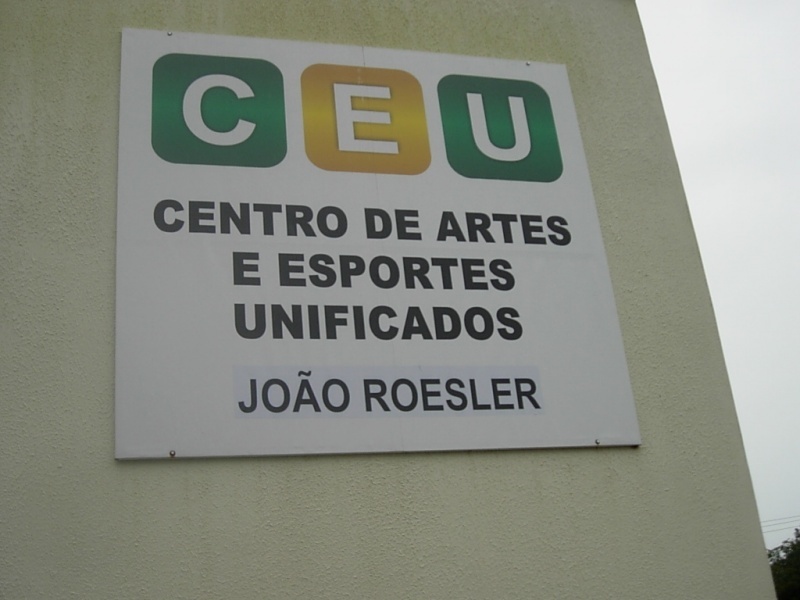 CEU
CENTRO DE ARTES
E ESPORTES
UNIFICADOS
JOÃO ROESLER